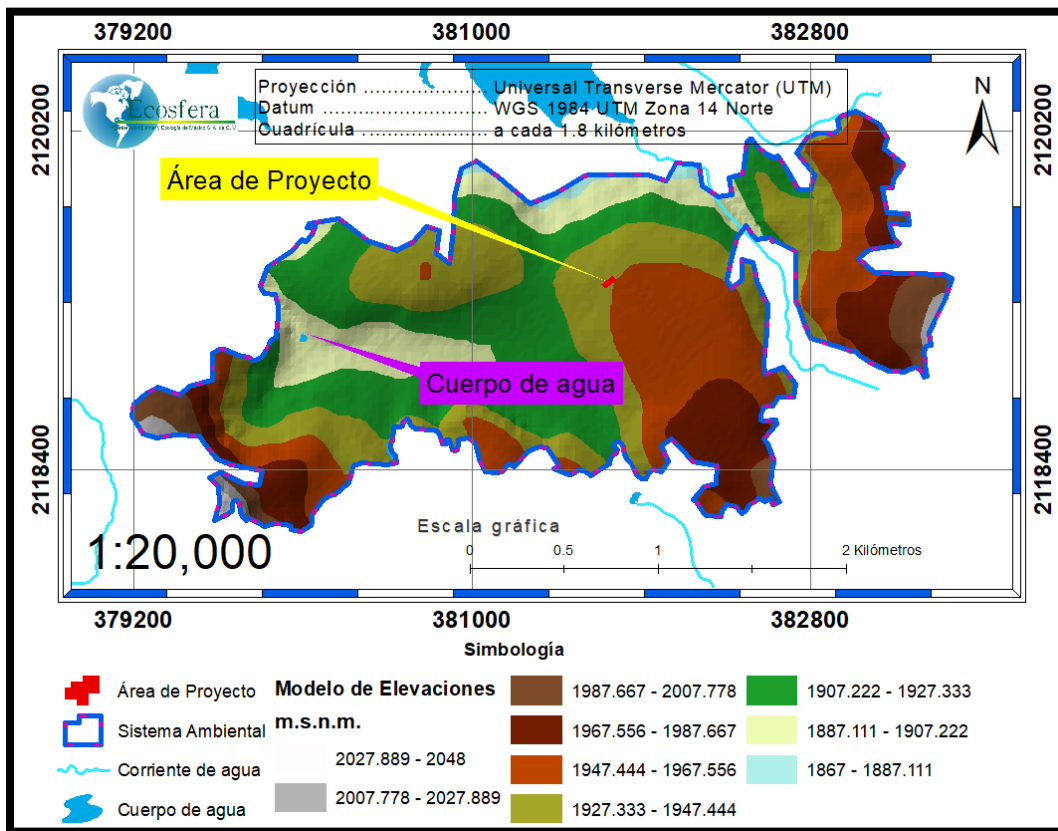 379200 381000 382800
Ecosfera
Proyección .................... Universal Transverse Mercator (UTM)
Datum .................................. WGS 1984 UTM Zona 14 Norte
Cuadrícula .................... a cada 1.8 kilómetros
N
2120200 2120200
Área de Proyecto
Cuerpo de agua
2118400 2118400
Escala gráfica
1:20,000
0 0.5 1 2 Kilómetros
379200 381000 382800
Simbología
Área de Proyecto
Sistema Ambiental
Corriente de agua
Cuerpo de agua
Modelo de Elevaciones
m.s.n.m.
2027.889 - 2048
2007.778 - 2027.889
1987.667 - 2007.778
1967.556 - 1987.667
1947.444 - 1967.556
1927.333 - 1947.444
1907.222 - 1927.333
1887.111 - 1907.222
1867 - 1887.111